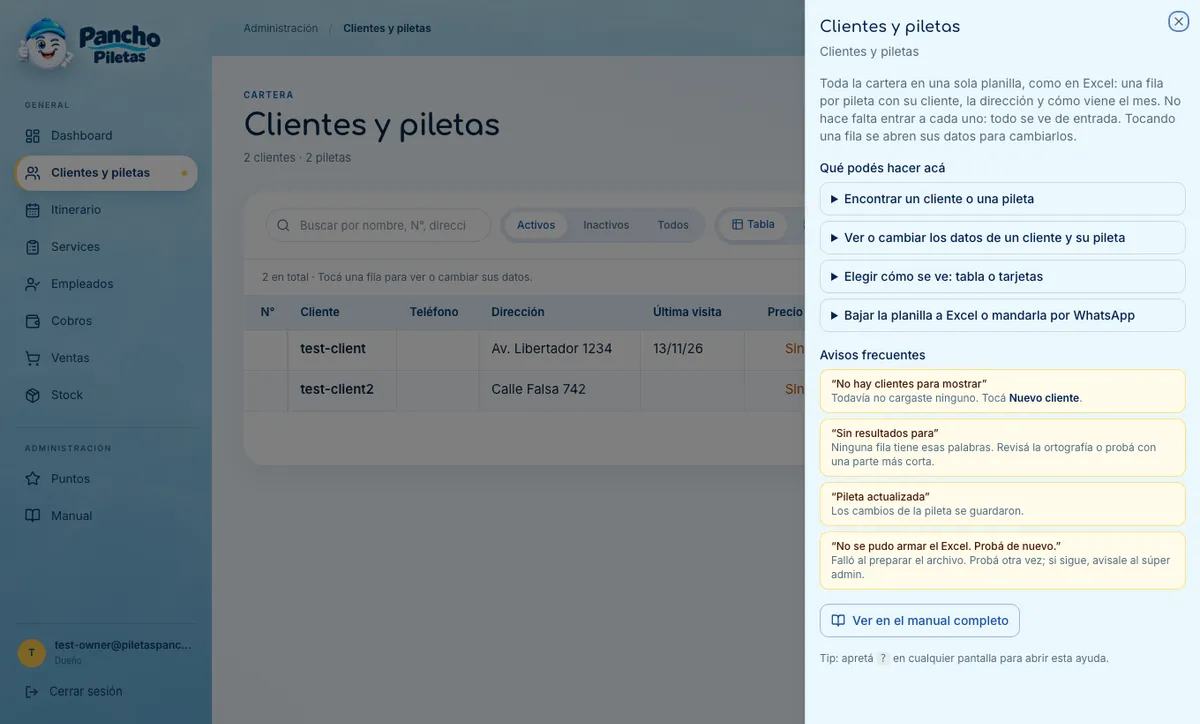 Pancho
Piletas
GENERAL
Dashboard
Clientes y piletas
Itinerario
Services
Empleados
Cobros
Ventas
Stock
ADMINISTRACIÓN
Puntos
Manual
T
test-owner@piletaspanc...
Dueño
Cerrar sesión
Administración / Clientes y piletas
CARTERA
Clientes y piletas
2 clientes · 2 piletas
Buscar por nombre, N°, direcci
Activos Inactivos Todos Tabla
2 en total · Tocá una fila para ver o cambiar sus datos.
N° Cliente Teléfono Dirección Última visita Precio
test-client Av. Libertador 1234 13/11/26 Sin
test-client2 Calle Falsa 742 Sin
Clientes y piletas
Clientes y piletas
Toda la cartera en una sola planilla, como en Excel: una fila
por pileta con su cliente, la dirección y cómo viene el mes. No
hace falta entrar a cada uno: todo se ve de entrada. Tocando
una fila se abren sus datos para cambiarlos.
Qué podés hacer acá
Encontrar un cliente o una pileta
Ver o cambiar los datos de un cliente y su pileta
Elegir cómo se ve: tabla o tarjetas
Bajar la planilla a Excel o mandarla por WhatsApp
Avisos frecuentes
“No hay clientes para mostrar”
Todavía no cargaste ninguno. Tocá Nuevo cliente.
“Sin resultados para”
Ninguna fila tiene esas palabras. Revisá la ortografía o probá con
una parte más corta.
“Pileta actualizada”
Los cambios de la pileta se guardaron.
“No se pudo armar el Excel. Probá de nuevo.”
Falló al preparar el archivo. Probá otra vez; si sigue, avisale al súper
admin.
Ver en el manual completo
Tip: apretá ? en cualquier pantalla para abrir esta ayuda.